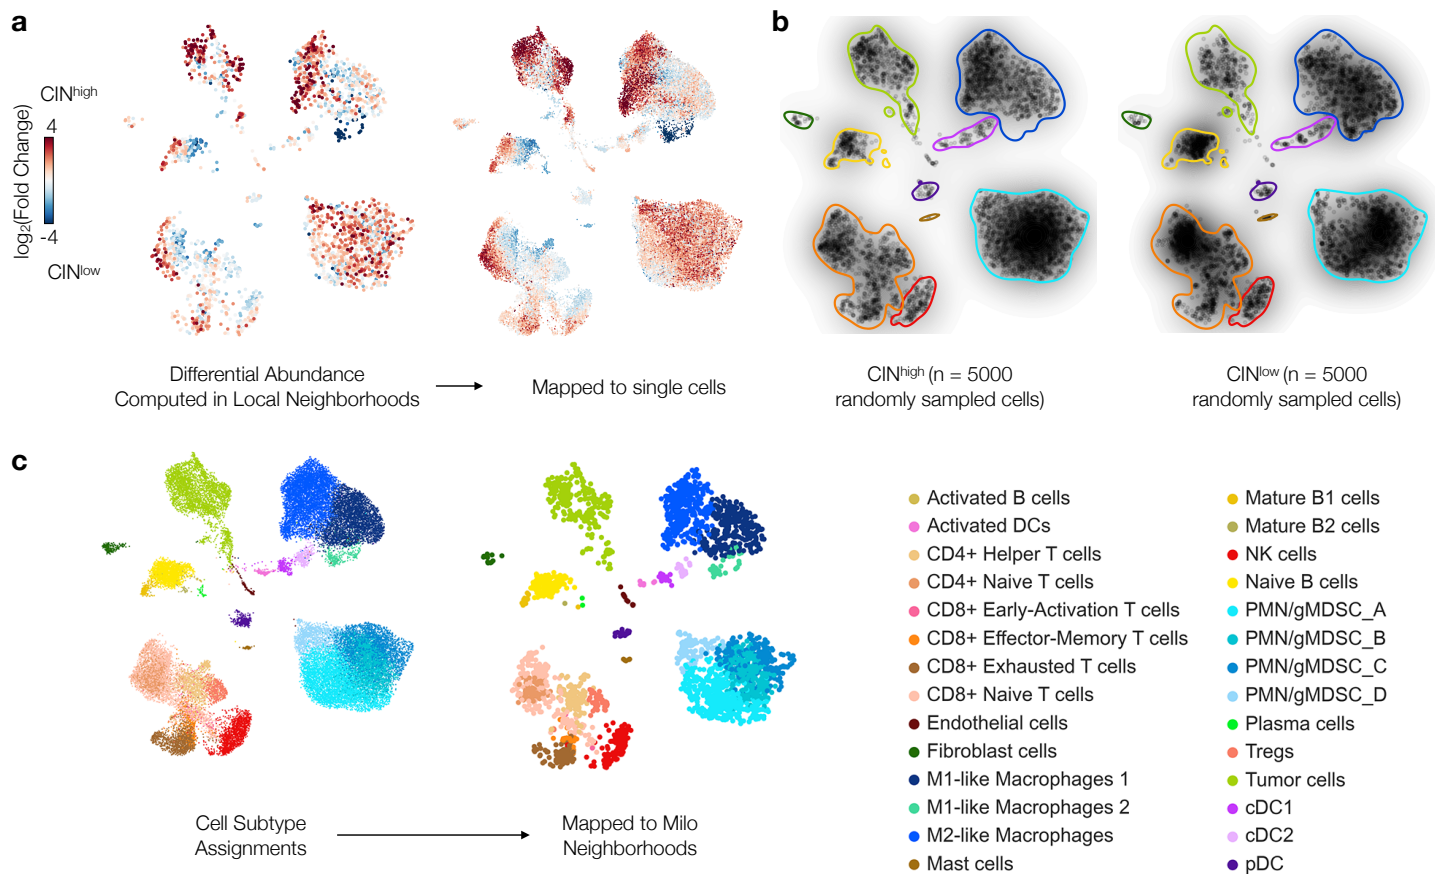 a
CINhigh
4
log2(Fold Change)
-4
CINlow
Differential Abundance
Computed in Local Neighborhoods
Mapped to single cells
b
CINhigh (n = 5000
randomly sampled cells)
CINlow (n = 5000
randomly sampled cells)
c
Cell Subtype
Assignments
Mapped to Milo
Neighborhoods
Activated B cells
Activated DCs
CD4+ Helper T cells
CD4+ Naive T cells
CD8+ Early-Activation T cells
CD8+ Effector-Memory T cells
CD8+ Exhausted T cells
CD8+ Naive T cells
Endothelial cells
Fibroblast cells
M1-like Macrophages 1
M1-like Macrophages 2
M2-like Macrophages
Mast cells
Mature B1 cells
Mature B2 cells
NK cells
Naive B cells
PMN/gMDSC_A
PMN/gMDSC_B
PMN/gMDSC_C
PMN/gMDSC_D
Plasma cells
Tregs
Tumor cells
cDC1
cDC2
pDC